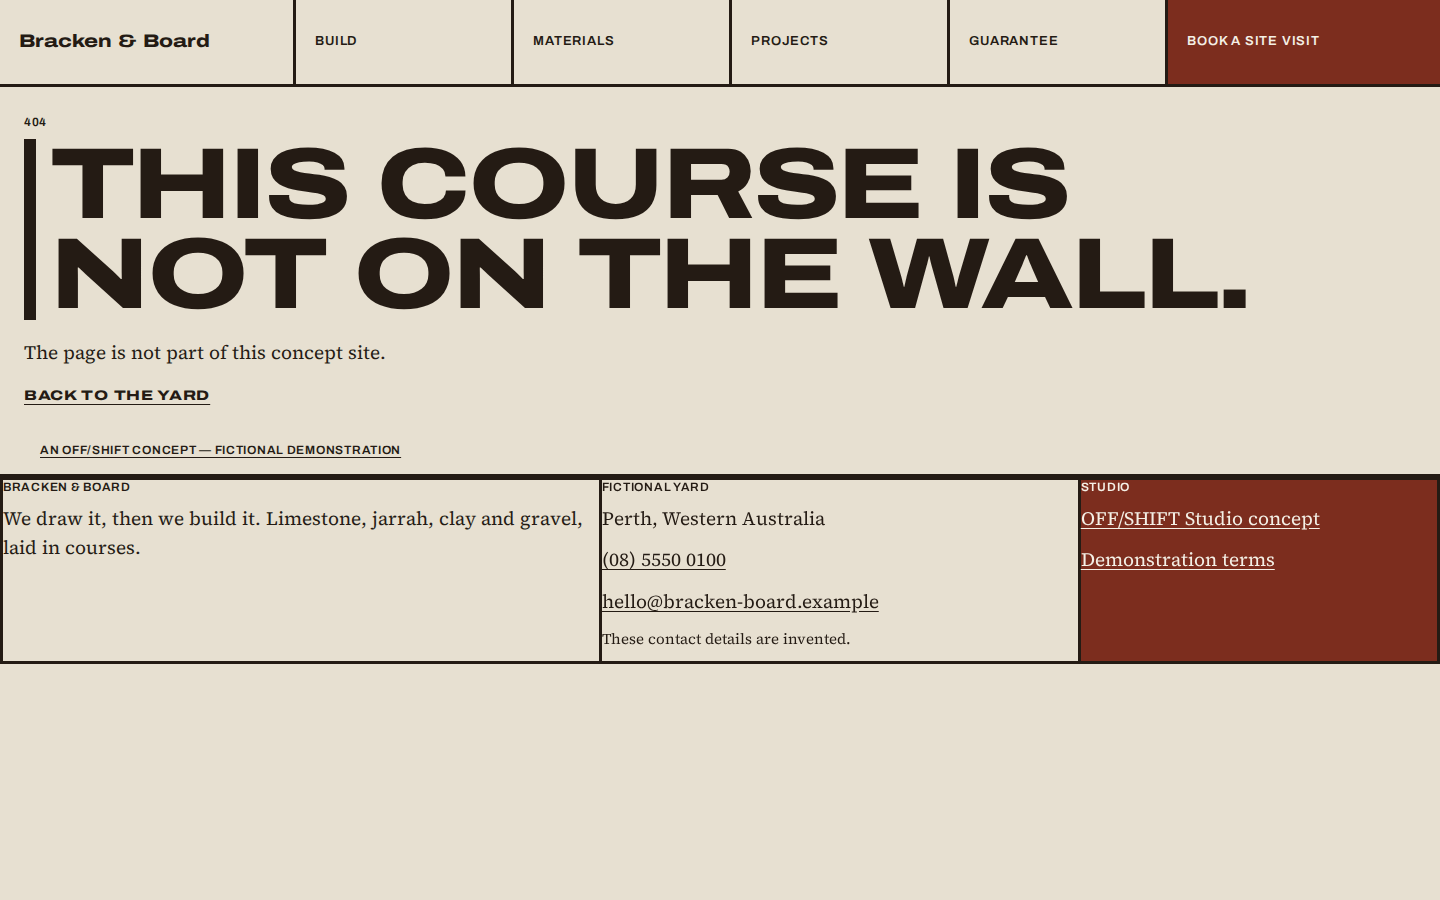 Bracken & Board
BUILD
MATERIALS
PROJECTS
GUARANTEE
BOOK A SITE VISIT
404
THIS COURSE IS
NOT ON THE WALL.
The page is not part of this concept site.
BACK TO THE YARD
AN OFF/SHIFT CONCEPT — FICTIONAL DEMONSTRATION
BRACKEN & BOARD
We draw it, then we build it. Limestone, jarrah, clay and gravel,
laid in courses.
FICTIONAL YARD
Perth, Western Australia
(08) 5550 0100
hello@bracken-board.example
These contact details are invented.
STUDIO
OFF/SHIFT Studio concept
Demonstration terms